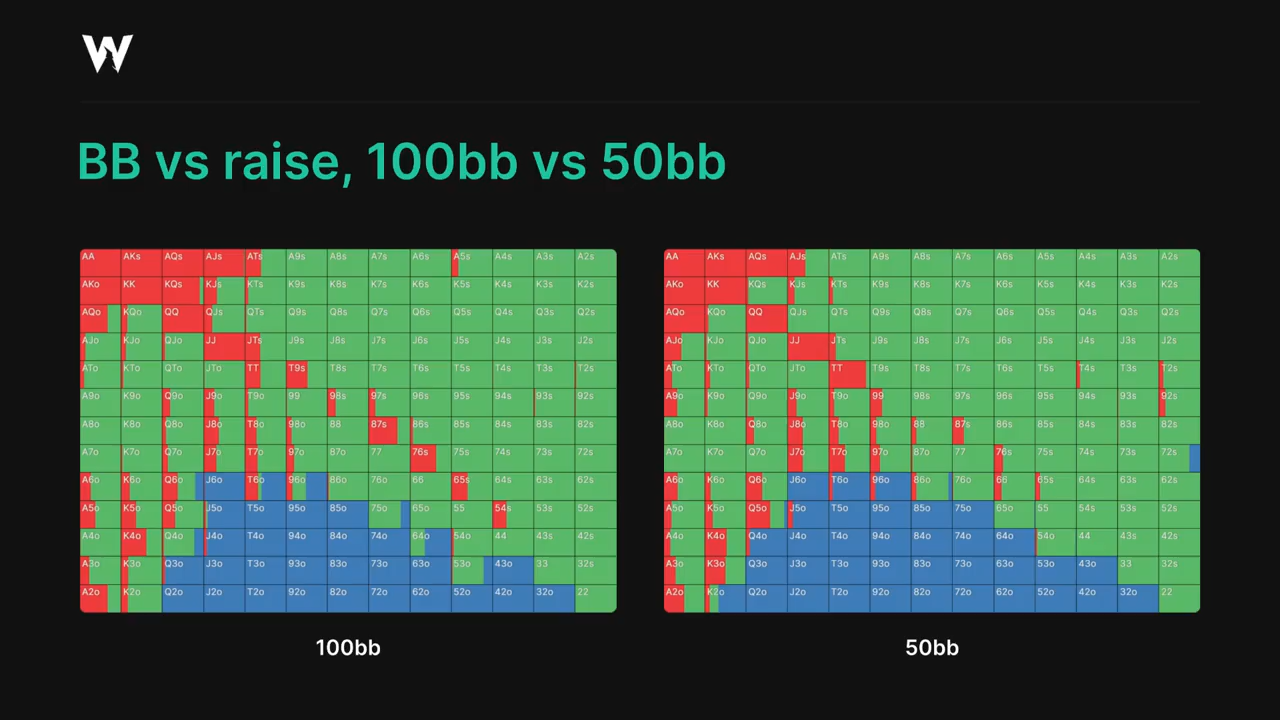 W
BB vs raise, 100bb vs 50bb
AA AKs AQs AJs ATs A9s A8s A7s A6s A5s A4s A3s A2s
AKo KK KQs KJs KTs K9s K8s K7s K6s K5s K4s K3s K2s
AQo KQo QQ QJs QTs Q9s Q8s Q7s Q6s Q5s Q4s Q3s Q2s
AJo KJo QJo JJ JTs J9s J8s J7s J6s J5s J4s J3s J2s
ATo KTo QTo JTo TT T9s T8s T7s T6s T5s T4s T3s T2s
A9o K9o Q9o J9o T9o 99 98s 97s 96s 95s 94s 93s 92s
A8o K8o Q8o J8o T8o 98o 88 87s 86s 85s 84s 83s 82s
A7o K7o Q7o J7o T7o 97o 87o 77 76s 75s 74s 73s 72s
A6o K6o Q6o J6o T6o 96o 86o 76o 66 65s 64s 63s 62s
A5o K5o Q5o J5o T5o 95o 85o 75o 65o 55 54s 53s 52s
A4o K4o Q4o J4o T4o 94o 84o 74o 64o 54o 44 43s 42s
A3o K3o Q3o J3o T3o 93o 83o 73o 63o 53o 43o 33 32s
A2o K2o Q2o J2o T2o 92o 82o 72o 62o 52o 42o 32o 22
100bb
AA AKs AQs AJs ATs A9s A8s A7s A6s A5s A4s A3s A2s
AKo KK KQs KJs KTs K9s K8s K7s K6s K5s K4s K3s K2s
AQo KQo QQ QJs QTs Q9s Q8s Q7s Q6s Q5s Q4s Q3s Q2s
AJo KJo QJo JJ JTs J9s J8s J7s J6s J5s J4s J3s J2s
ATo KTo QTo JTo TT T9s T8s T7s T6s T5s T4s T3s T2s
A9o K9o Q9o J9o T9o 99 98s 97s 96s 95s 94s 93s 92s
A8o K8o Q8o J8o T8o 98o 88 87s 86s 85s 84s 83s 82s
A7o K7o Q7o J7o T7o 97o 87o 77 76s 75s 74s 73s 72s
A6o K6o Q6o J6o T6o 96o 86o 76o 66 65s 64s 63s 62s
A5o K5o Q5o J5o T5o 95o 85o 75o 65o 55 54s 53s 52s
A4o K4o Q4o J4o T4o 94o 84o 74o 64o 54o 44 43s 42s
A3o K3o Q3o J3o T3o 93o 83o 73o 63o 53o 43o 33 32s
A2o K2o Q2o J2o T2o 92o 82o 72o 62o 52o 42o 32o 22
50bb